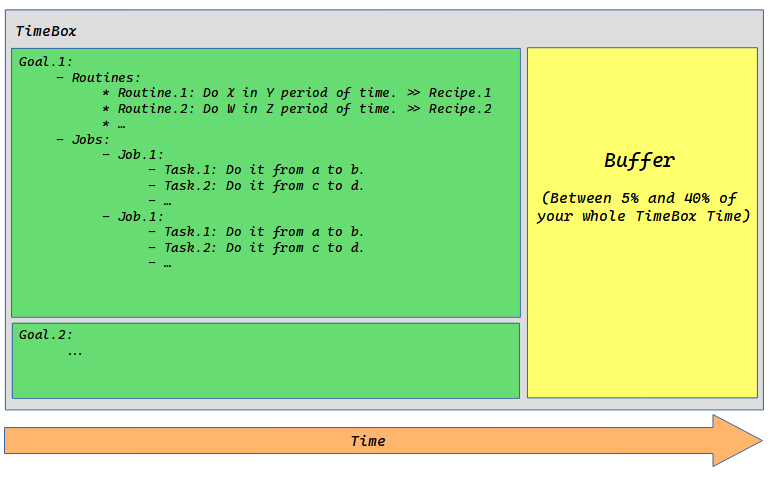 TimeBox
Goal.1:
– Routines:
* Routine.1: Do X in Y period of time. >> Recipe.1
* Routine.2: Do W in Z period of time. >> Recipe.2
* …
– Jobs:
– Job.1:
– Task.1: Do it from a to b.
– Task.2: Do it from c to d.
– …
– Job.1:
– Task.1: Do it from a to b.
– Task.2: Do it from c to d.
– …
Goal.2:
…
Buffer
(Between 5% and 40% of
your whole TimeBox Time)
Time